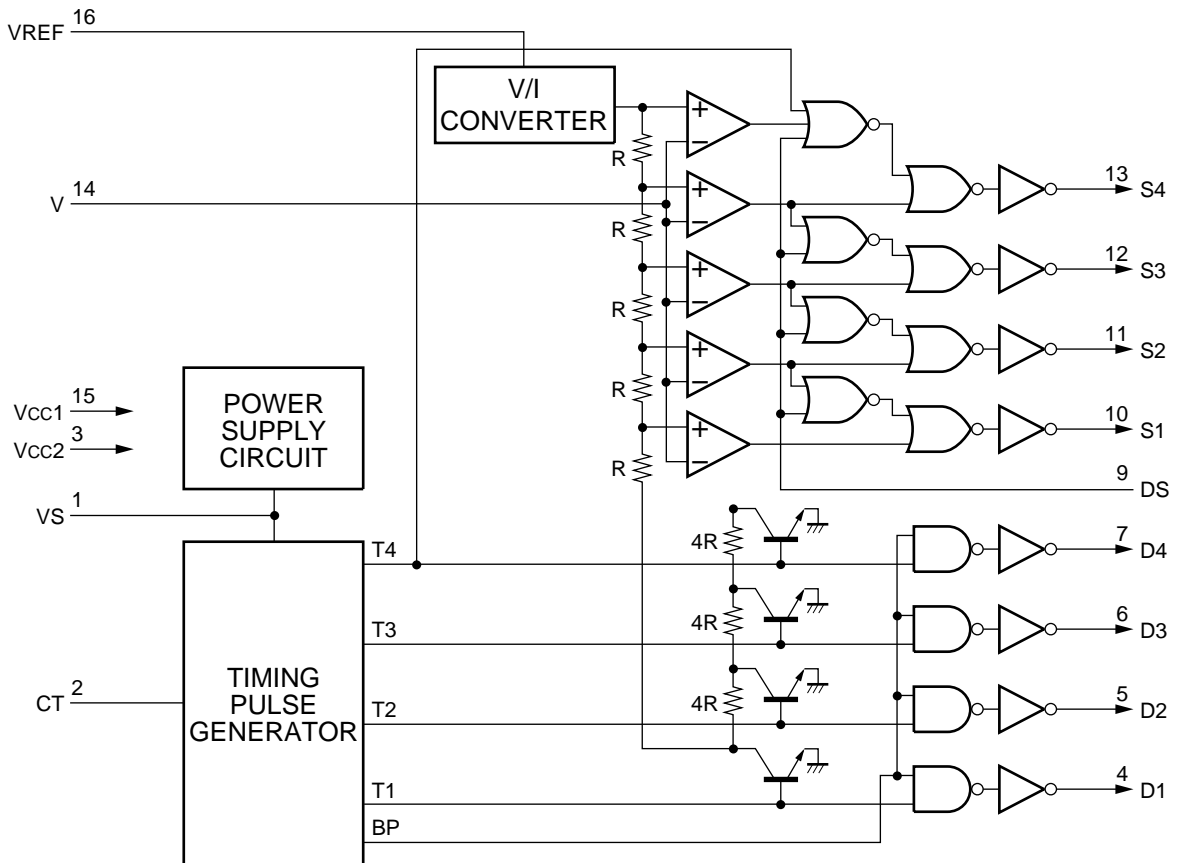 16
VREF
V/I
CONVERTER
+
−
R
13
S4
14
V
+
−
R
12
S3
+
−
R
11
S2
+
−
R
10
S1
+
−
R
9
DS
POWER
SUPPLY
CIRCUIT
15
VCC1
3
VCC2
1
VS
T4
4R
7
D4
T3
4R
6
D3
TIMING
PULSE
GENERATOR
2
CT
T2
4R
5
D2
T1
4
D1
BP